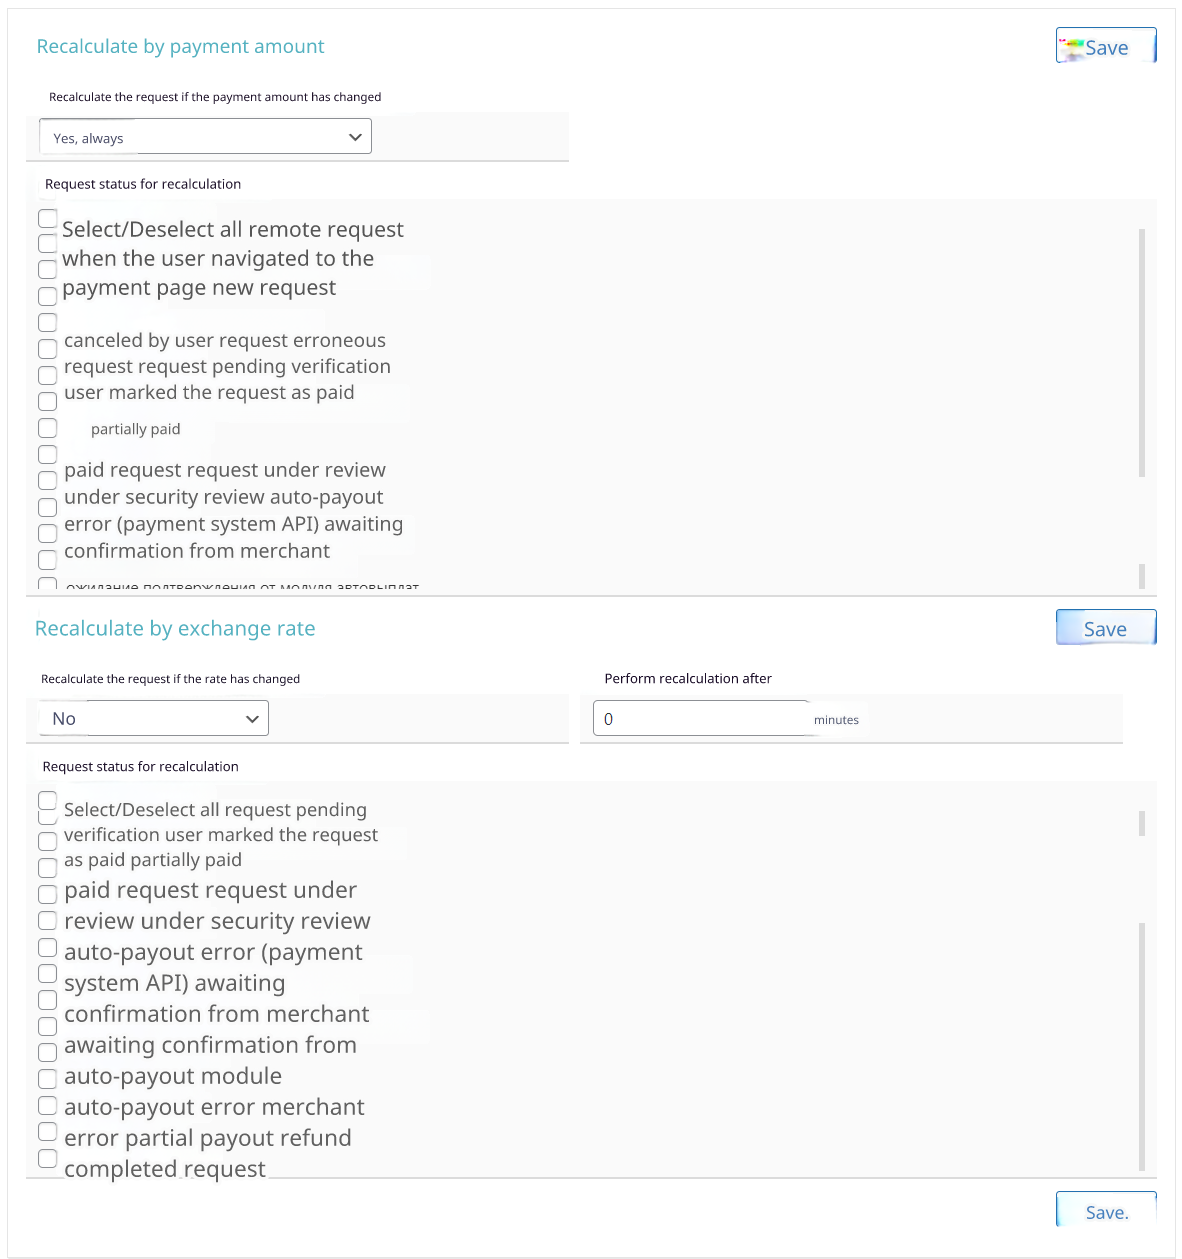 Recalculate by payment amount
Save
Recalculate the request if the payment amount has changed
Yes, always
Request status for recalculation
Select/Deselect all remote request
when the user navigated to the
payment page new request
canceled by user request erroneous
request request pending verification
user marked the request as paid
partially paid
paid request request under review
under security review auto-payout
error (payment system API) awaiting
confirmation from merchant
ожидание подтверждения от модуля автовыплат
Recalculate by exchange rate
Save
Recalculate the request if the rate has changed
Perform recalculation after
No
0
minutes
Request status for recalculation
Select/Deselect all request pending
verification user marked the request
as paid partially paid
paid request request under
review under security review
auto-payout error (payment
system API) awaiting
confirmation from merchant
awaiting confirmation from
auto-payout module
auto-payout error merchant
error partial payout refund
completed request
Save.